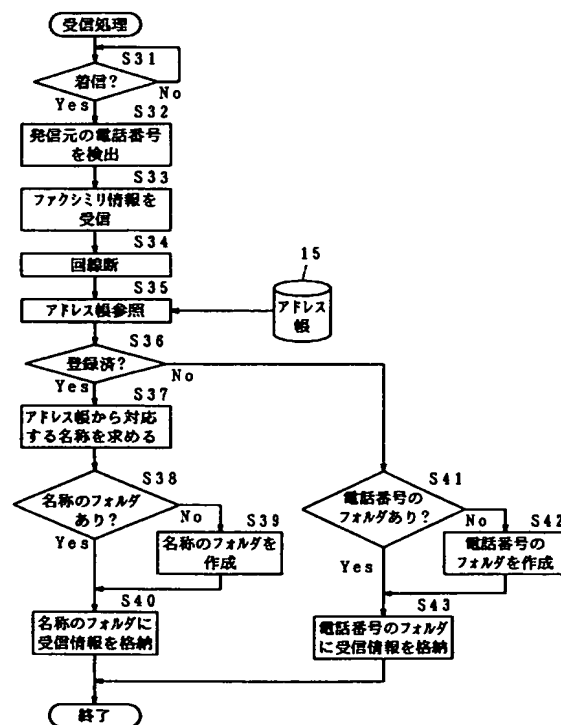 受信処理
S31
着信?
No
Yes
S32
発信元の電話番号
を検出
S33
ファクシミリ情報を
受信
S34
回線断
S35
アドレス帳参照
15
アドレス
帳
S36
登録済?
Yes
No
S37
アドレス帳から対応
する名称を求める
S38
名称のフォルダ
あり?
No
Yes
S39
名称のフォルダを
作成
S40
名称のフォルダに
受信情報を格納
S41
電話番号の
フォルダあり?
No
Yes
S42
電話番号の
フォルダを作成
S43
電話番号のフォルダ
に受信情報を格納
終了